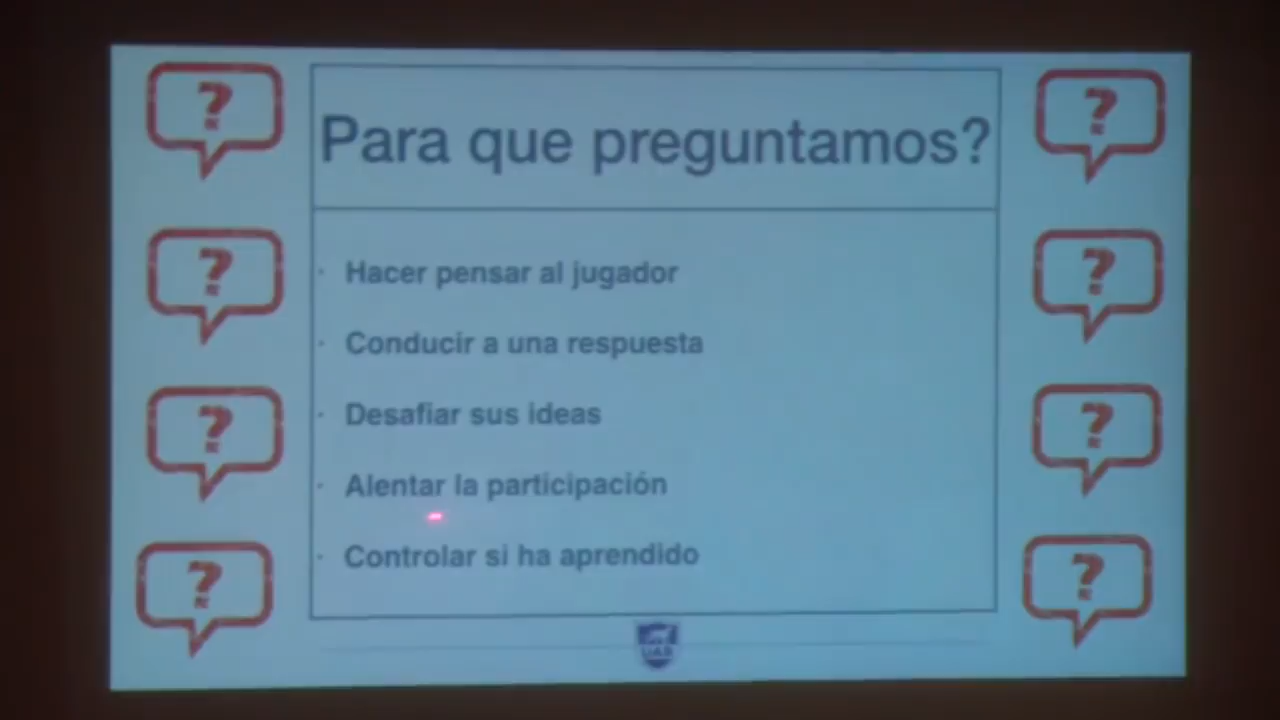 Para que preguntamos?
· Hacer pensar al jugador
· Conducir a una respuesta
· Desafiar sus ideas
· Alentar la participación
· Controlar si ha aprendido
UAR